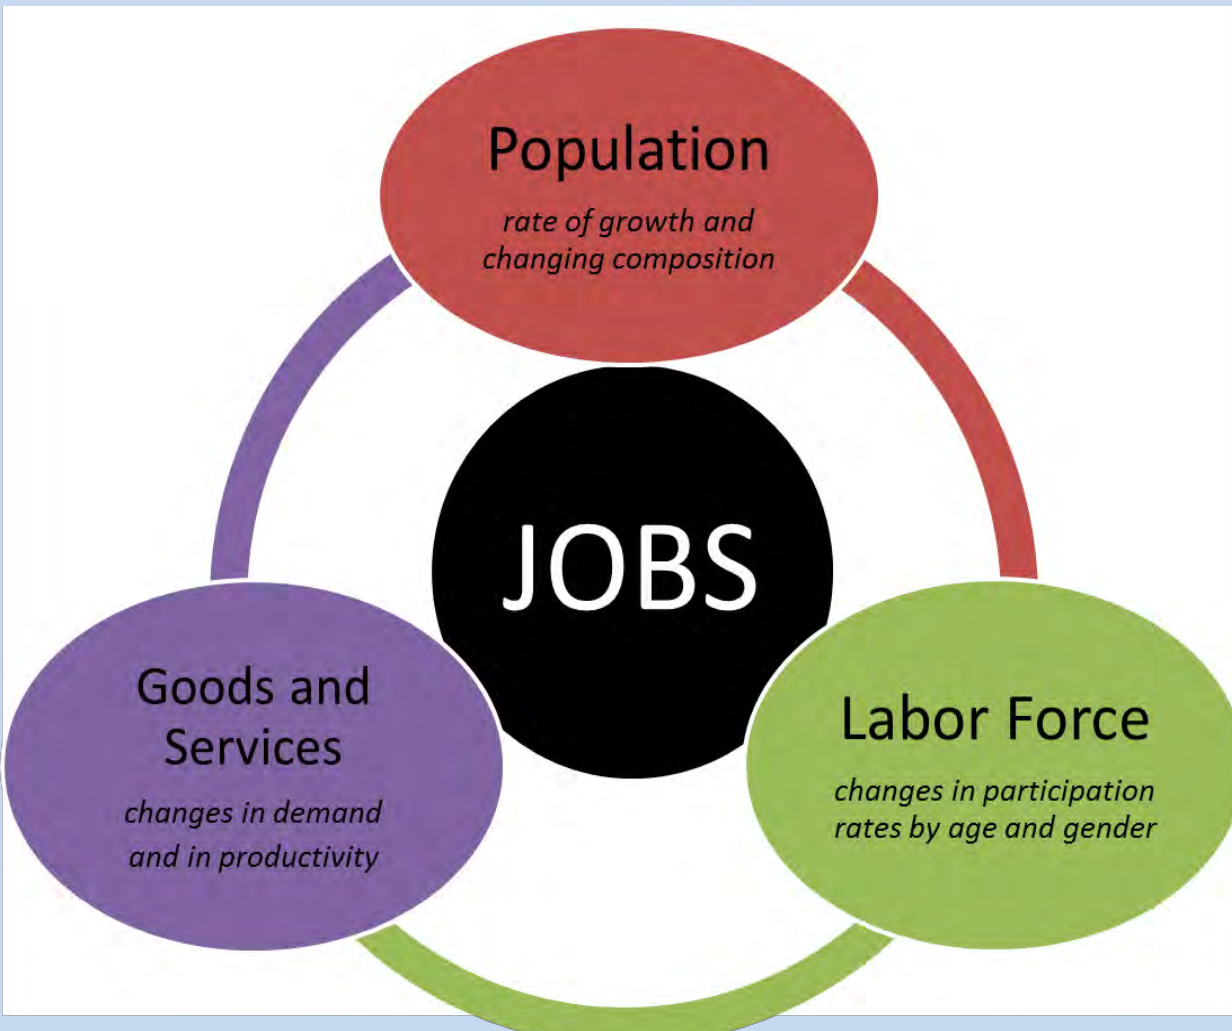 Population
rate of growth and
changing composition
JOBS
Goods and
Services
changes in demand
and in productivity
Labor Force
changes in participation
rates by age and gender